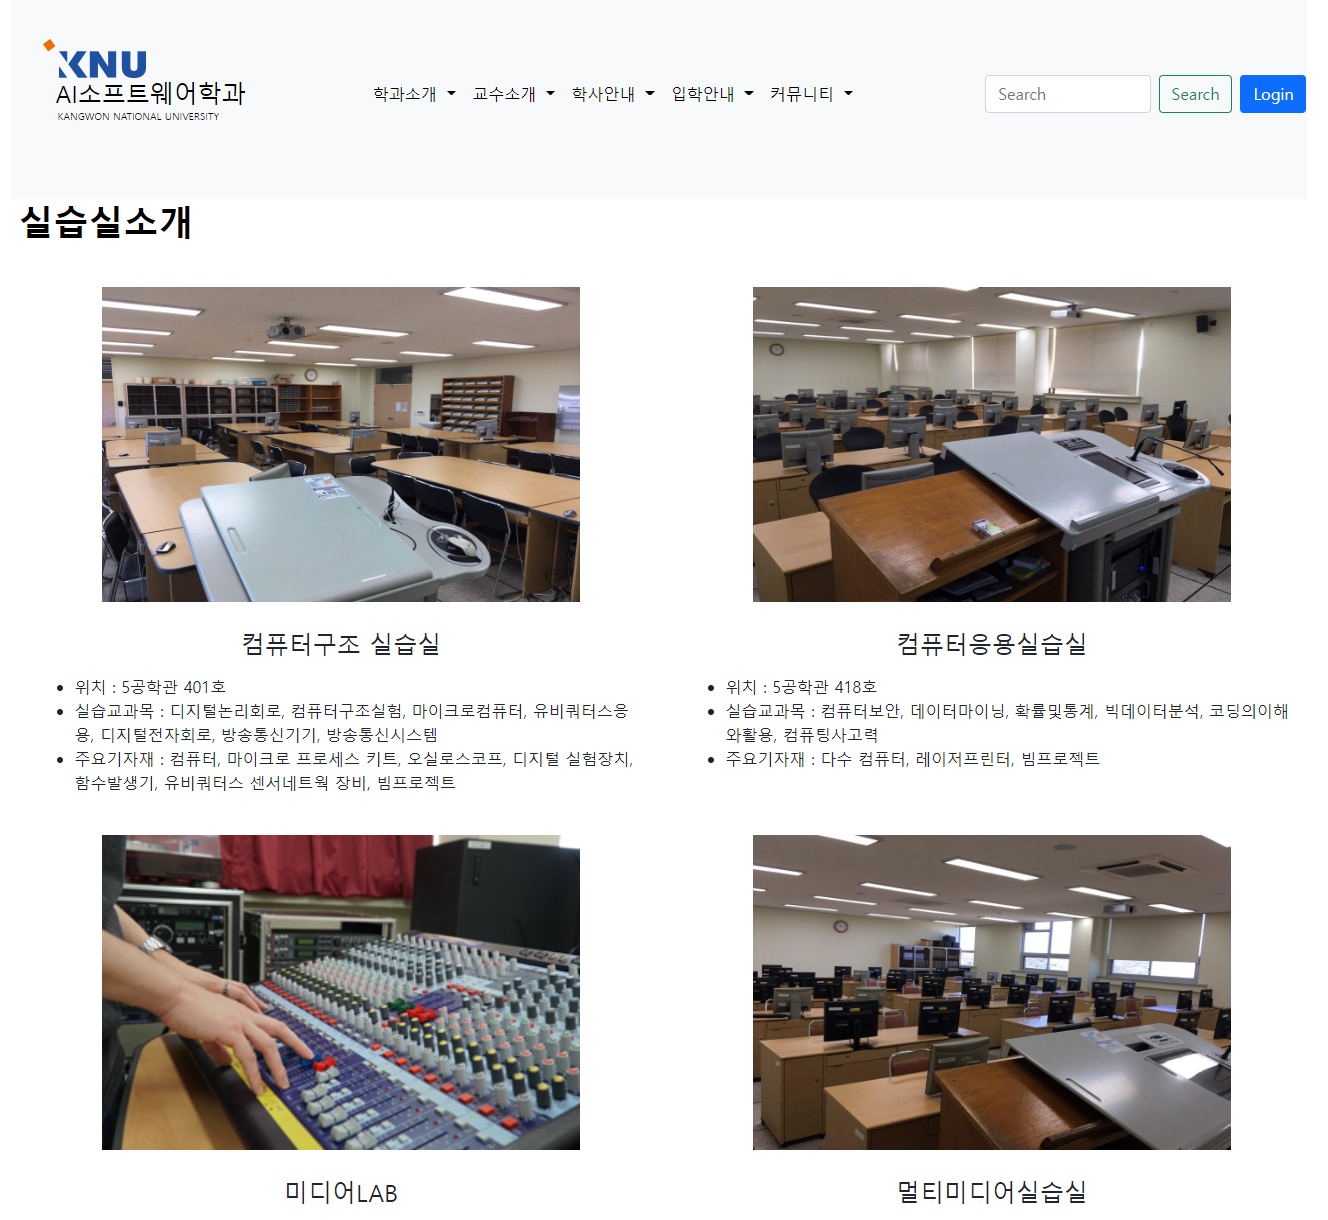 KNU
AI소프트웨어학과
KANGWON NATIONAL UNIVERSITY
학과소개 교수소개 학사안내 입학안내 커뮤니티 Search Search Login
실습실소개
컴퓨터구조 실습실
위치 : 5공학관 401호
실습교과목 : 디지털논리회로, 컴퓨터구조실험, 마이크로컴퓨터, 유비쿼터스응
용, 디지털전자회로, 방송통신기기, 방송통신시스템
주요기자재 : 컴퓨터, 마이크로 프로세스 키트, 오실로스코프, 디지털 실험장치,
함수발생기, 유비쿼터스 센서네트웍 장비, 빔프로젝트
컴퓨터응용실습실
위치 : 5공학관 418호
실습교과목 : 컴퓨터보안, 데이터마이닝, 확률및통계, 빅데이터분석, 코딩의이해
와활용, 컴퓨팅사고력
주요기자재 : 다수 컴퓨터, 레이저프린터, 빔프로젝트
미디어LAB
멀티미디어실습실